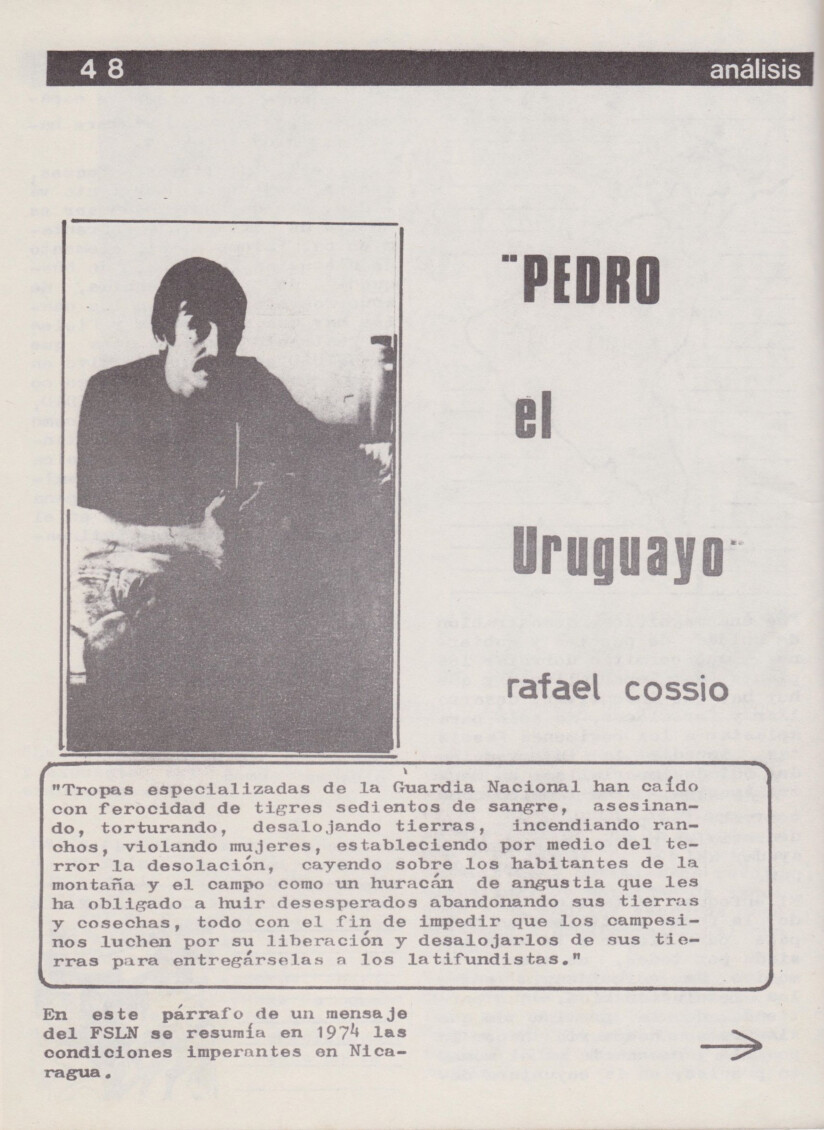 48 análisis
"PEDRO
el
Uruguayo"
rafael cossio
"Tropas especializadas de la Guardia Nacional han caído
con ferocidad de tigres sedientos de sangre, asesinan-
do, torturando, desalojando tierras, incendiando ran-
chos, violando mujeres, estableciendo por medio del te-
rror la desolación, cayendo sobre los habitantes de la
montaña y el campo como un huracán de angustia que les
ha obligado a huir desesperados abandonando sus tierras
y cosechas, todo con el fin de impedir que los campesi-
nos luchen por su liberación y desalojarlos de sus tie-
rras para entregárselas a los latifundistas."
En este párrafo de un mensaje
del FSLN se resumía en 1974 las
condiciones imperantes en Nica-
ragua.